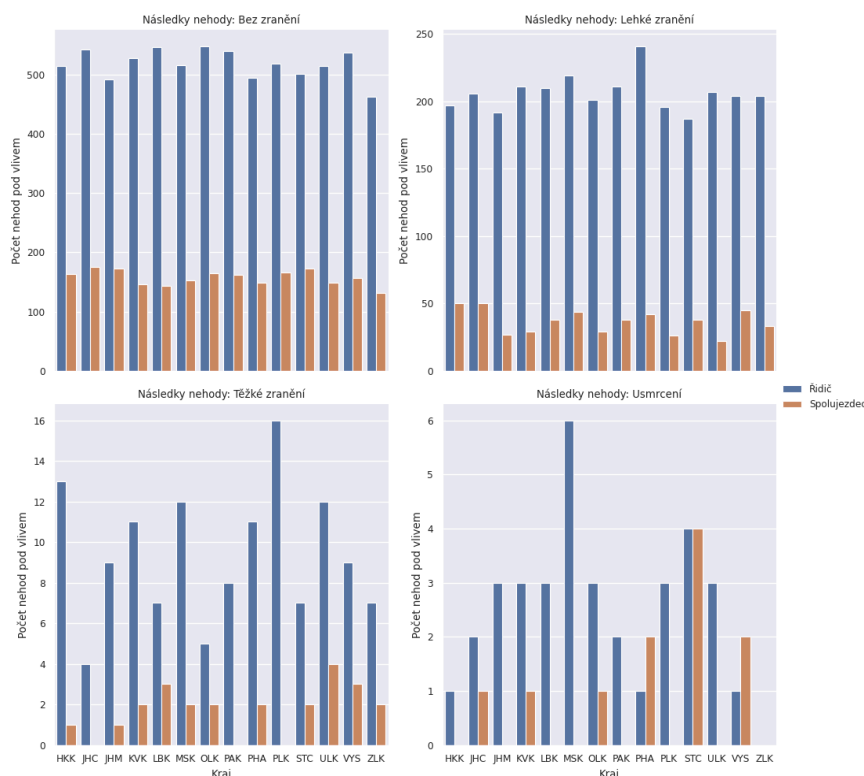 Následky nehody: Bez zranění
Následky nehody: Lehké zranění
Počet nehod pod vlivem
500
400
300
200
100
0
Počet nehod pod vlivem
250
200
150
100
50
0
Řidič
Spolujezdec
Následky nehody: Těžké zranění
Následky nehody: Usmrcení
Počet nehod pod vlivem
16
14
12
10
8
6
4
2
0
HKK JHC JHM KVK LBK MSK OLK PAK PHA PLK STC ULK VYS ZLK
Kraj
Počet nehod pod vlivem
6
5
4
3
2
1
0
HKK JHC JHM KVK LBK MSK OLK PAK PHA PLK STC ULK VYS ZLK
Kraj